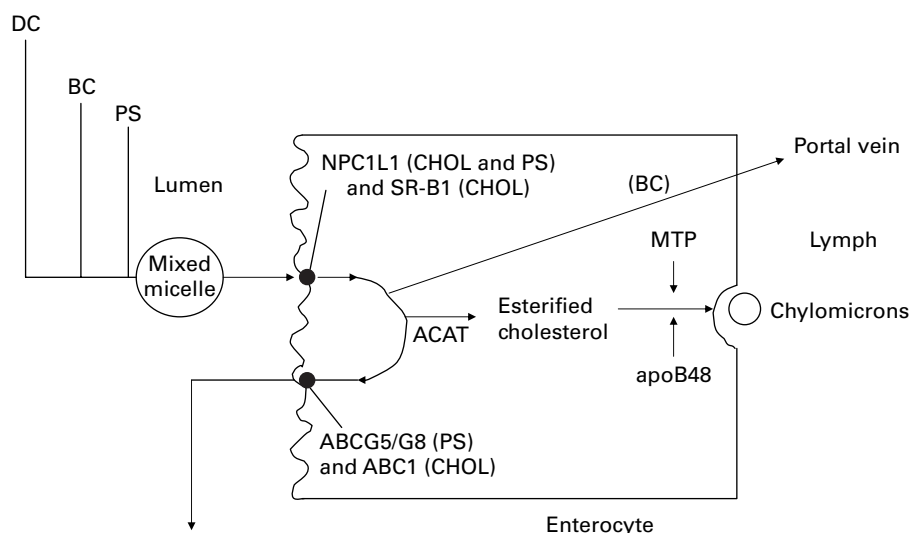 DC
BC
PS
Lumen
Mixed
micelle
NPC1L1 (CHOL and PS)
and SR-B1 (CHOL)
(BC)
Portal vein
MTP
Lymph
Esterified
cholesterol
ACAT
Chylomicrons
apoB48
ABCG5/G8 (PS)
and ABC1 (CHOL)
Enterocyte